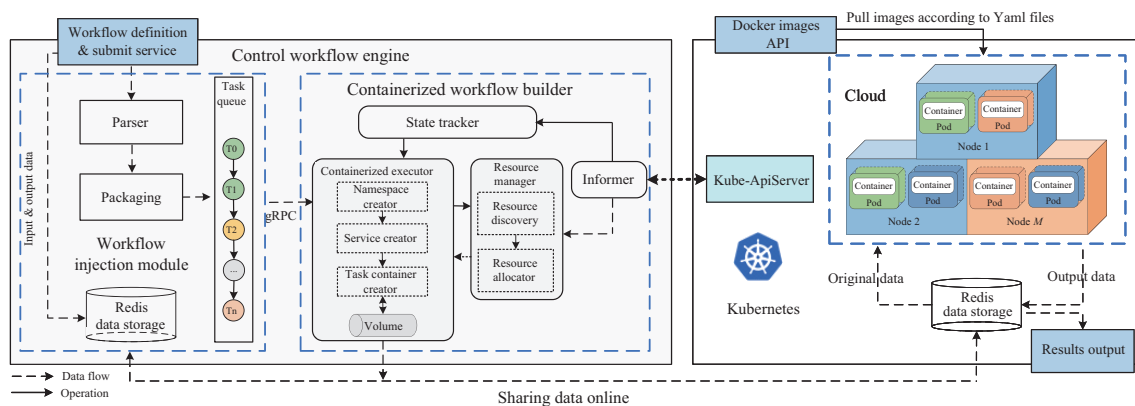 Workflow definition
& submit service
Control workflow engine
Input & output data
Parser
Packaging
Workflow
injection module
Redis
data storage
Task
queue
T0
T1
T2
...
Tn
gRPC
Containerized workflow builder
State tracker
Containerized executor
Namespace
creator
Service creator
Task container
creator
Volume
Resource
manager
Resource
discovery
Resource
allocator
Informer
Data flow
Operation
Sharing data online
Docker images
API
Pull images according to Yaml files
Cloud
Container
Pod
Container
Pod
Node 1
Container
Pod
Container
Pod
Node 2
Container
Pod
Container
Pod
Node M
Kube-ApiServer
Kubernetes
Original data
Output data
Redis
data storage
Results output